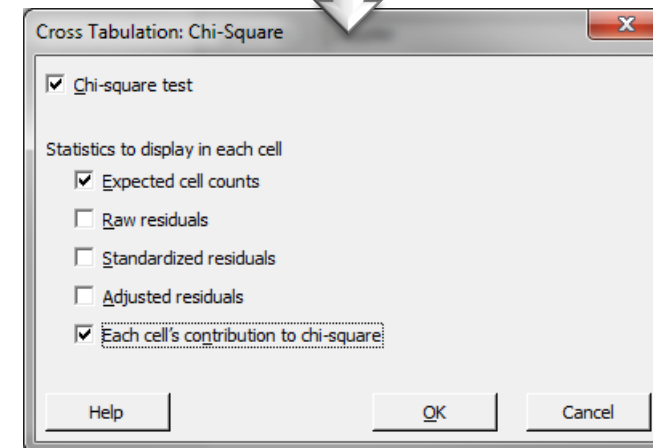 Cross Tabulation: Chi-Square
Chi-square test
Statistics to display in each cell
Expected cell counts
Raw residuals
Standardized residuals
Adjusted residuals
Each cell's contribution to chi-square
Help OK Cancel